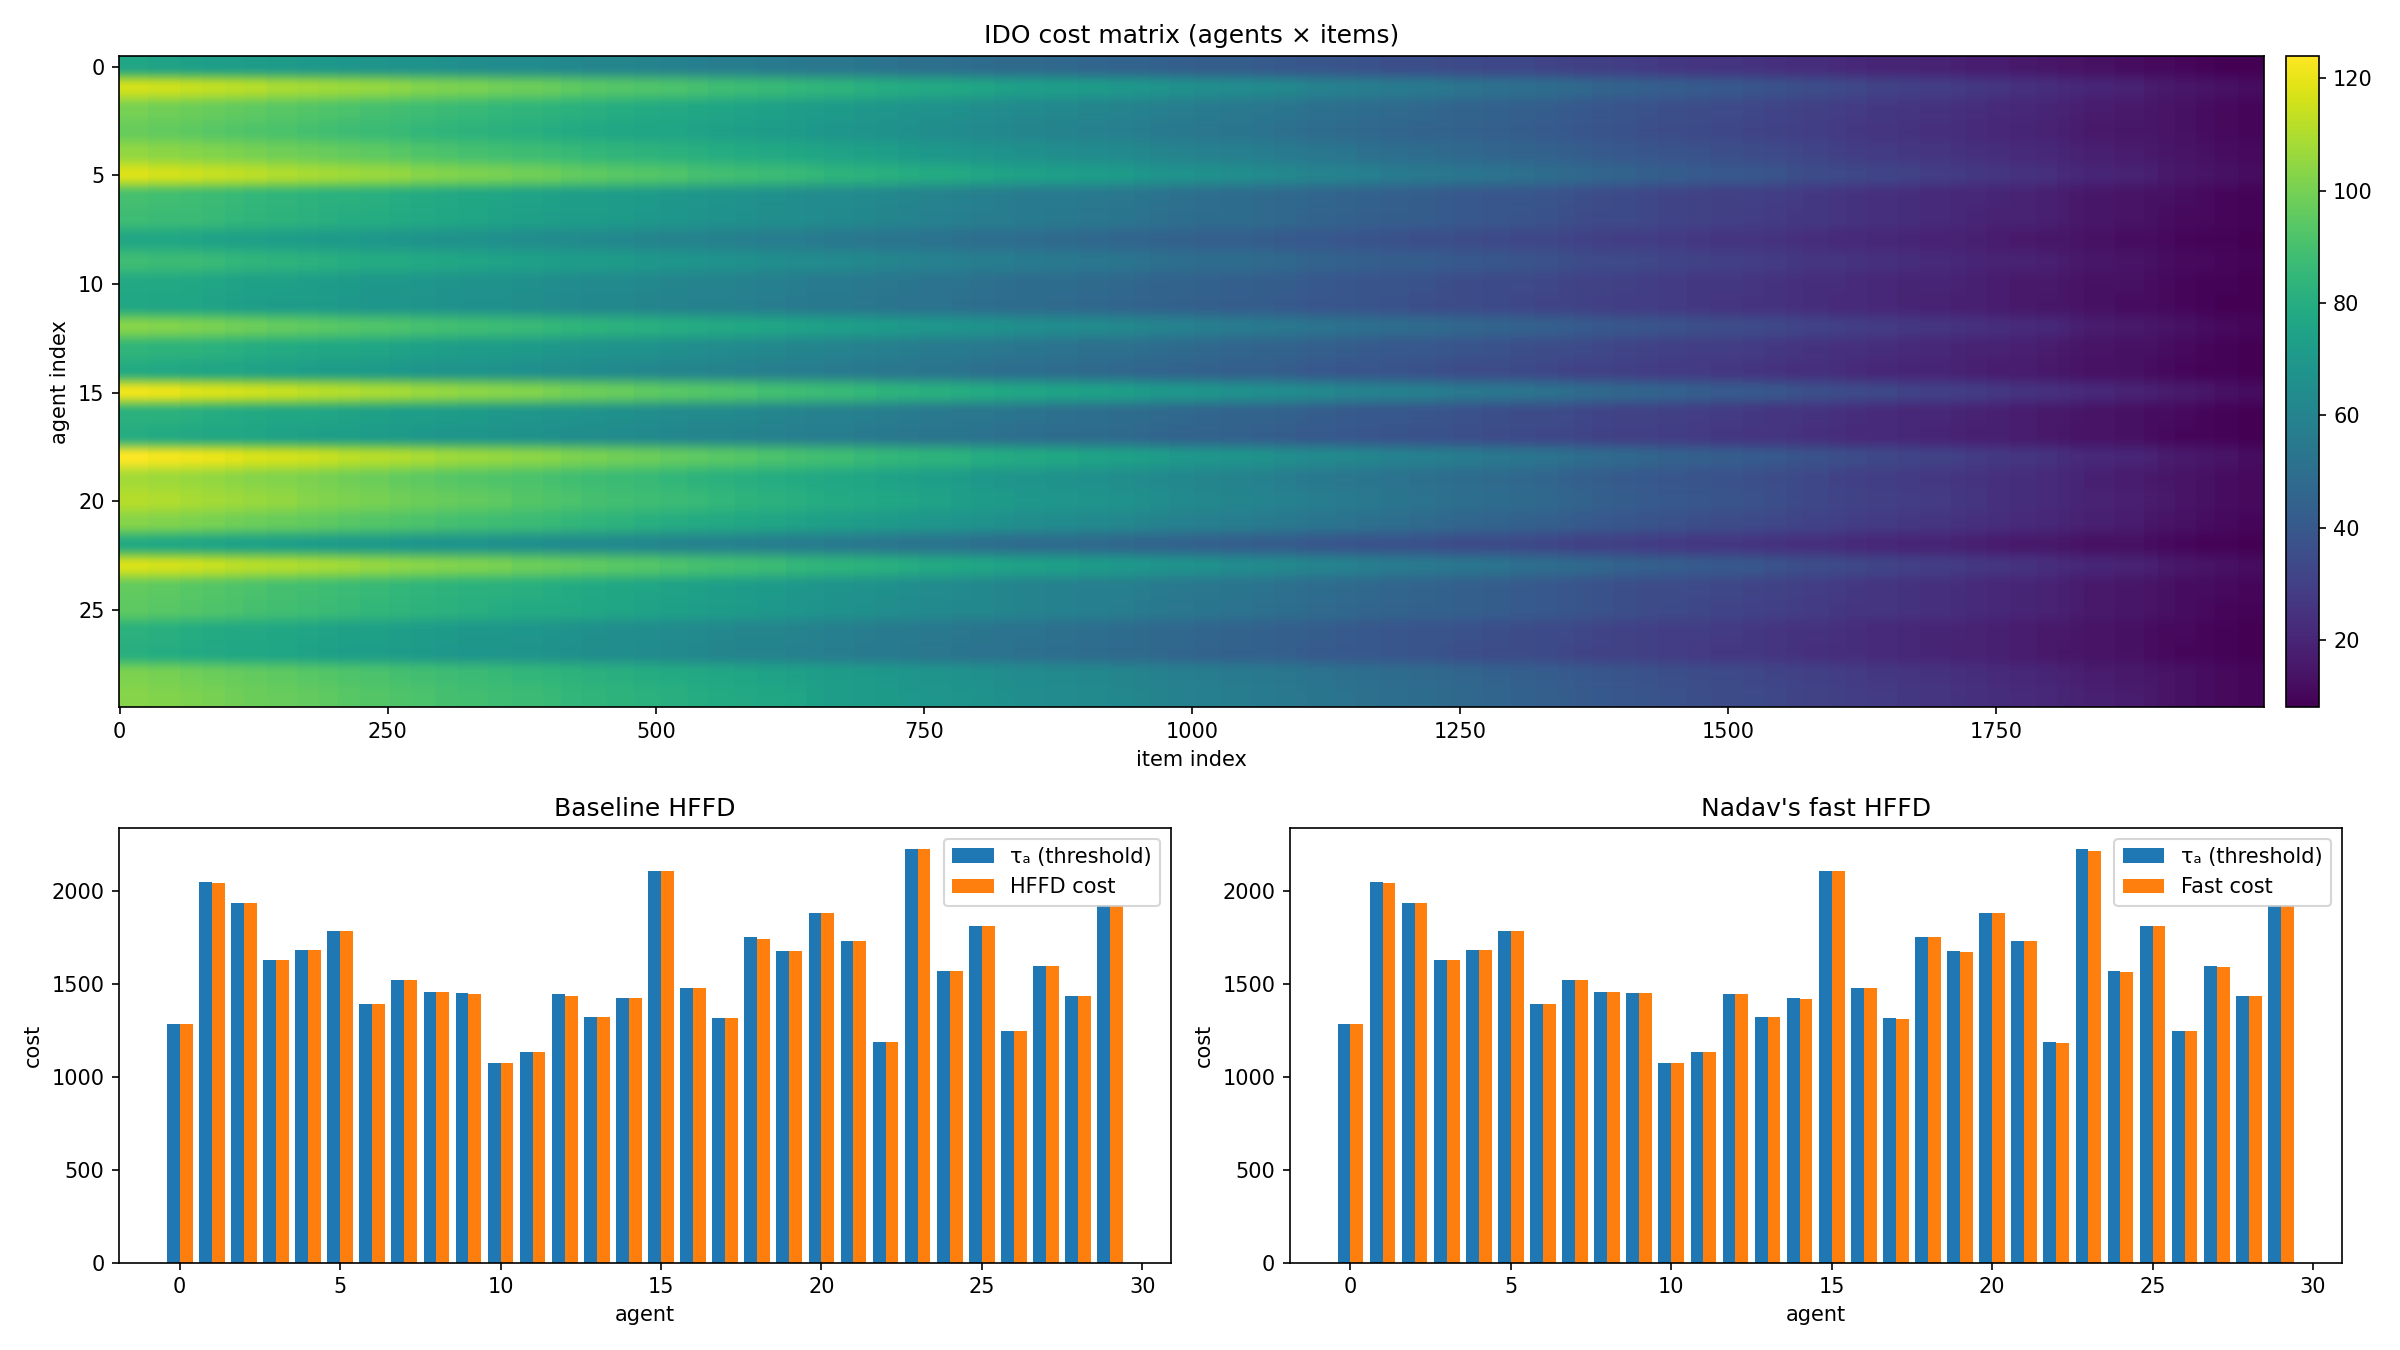 IDO cost matrix (agents × items)
0
5
10
15
20
25
agent index
0 250 500 750 1000 1250 1500 1750
item index
120
100
80
60
40
20
Baseline HFFD
τₐ (threshold)
HFFD cost
2000
1500
1000
500
0
cost
0 5 10 15 20 25 30
agent
Nadav's fast HFFD
τₐ (threshold)
Fast cost
2000
1500
1000
500
0
cost
0 5 10 15 20 25 30
agent